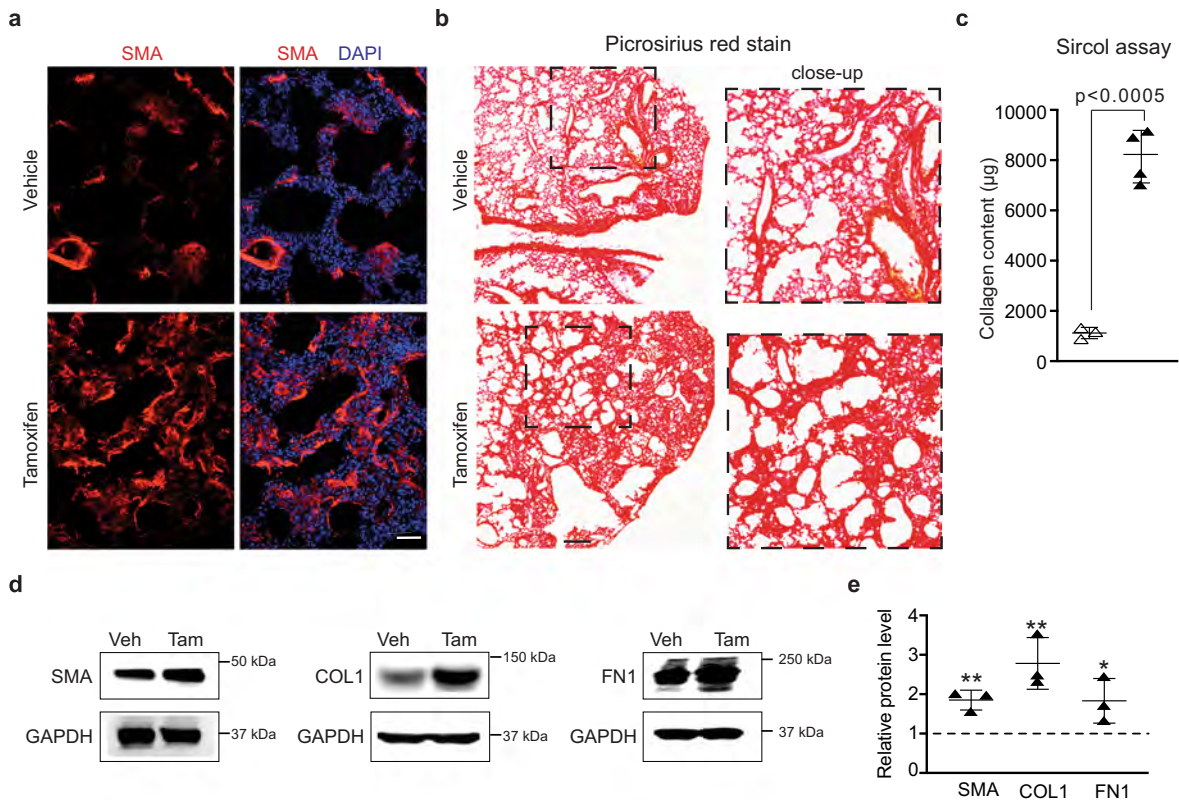 a
SMA
SMA DAPI
Vehicle
Tamoxifen
b
Picrosirius red stain
close-up
Vehicle
Tamoxifen
c
Sircol assay
p<0.0005
Collagen content (µg)
10000
8000
6000
4000
2000
0
d
Veh Tam
SMA
50 kDa
GAPDH
37 kDa
Veh Tam
COL1
150 kDa
GAPDH
37 kDa
Veh Tam
FN1
250 kDa
GAPDH
37 kDa
e
Relative protein level
4
3
2
1
0
**
**
*
SMA COL1 FN1